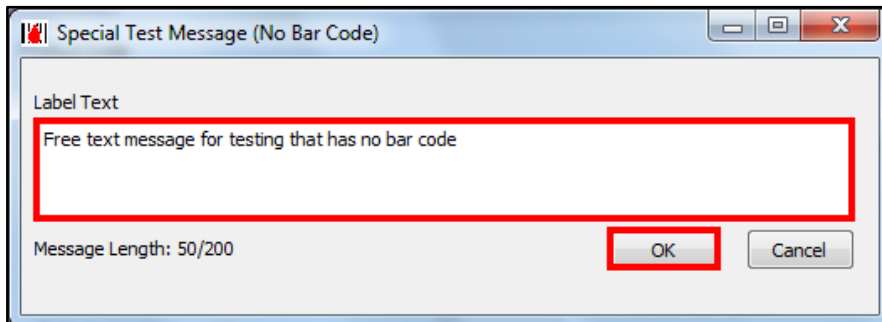 Special Test Message (No Bar Code)
Label Text
Free text message for testing that has no bar code
Message Length: 50/200
OK
Cancel